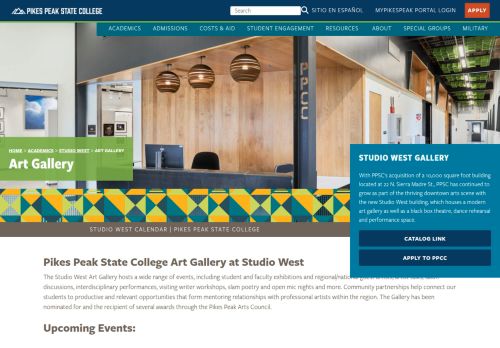 PIKES PEAK STATE COLLEGE
Search
SITIO EN ESPAÑOL
MYPIKESPEAK PORTAL LOGIN
APPLY
ACADEMICS ADMISSIONS COSTS & AID STUDENT ENGAGEMENT RESOURCES ABOUT SPECIAL GROUPS MILITARY
PPCC
HOME > ACADEMICS > STUDIO WEST > ART GALLERY
Art Gallery
STUDIO WEST GALLERY
With PPSC's acquisition of a 10,000 square foot building
located at 22 N. Sierra Madre St., PPSC has continued to
grow as part of the thriving downtown arts scene with
the new Studio West building, which houses a modern
art gallery as well as a black box theatre, dance rehearsal
and performance space.
CATALOG LINK
APPLY TO PPCC
STUDIO WEST CALENDAR | PIKES PEAK STATE COLLEGE
Pikes Peak State College Art Gallery at Studio West
The Studio West Art Gallery hosts a wide range of events, including student and faculty exhibitions and regional/national
discussions, interdisciplinary performances, visiting writer workshops, slam poetry and open mic nights and more. Community partnerships help connect our
students to productive and relevant opportunities that form mentoring relationships with professional artists within the region. The Gallery has been
nominated for and the recipient of several awards through the Pikes Peak Arts Council.
Upcoming Events: